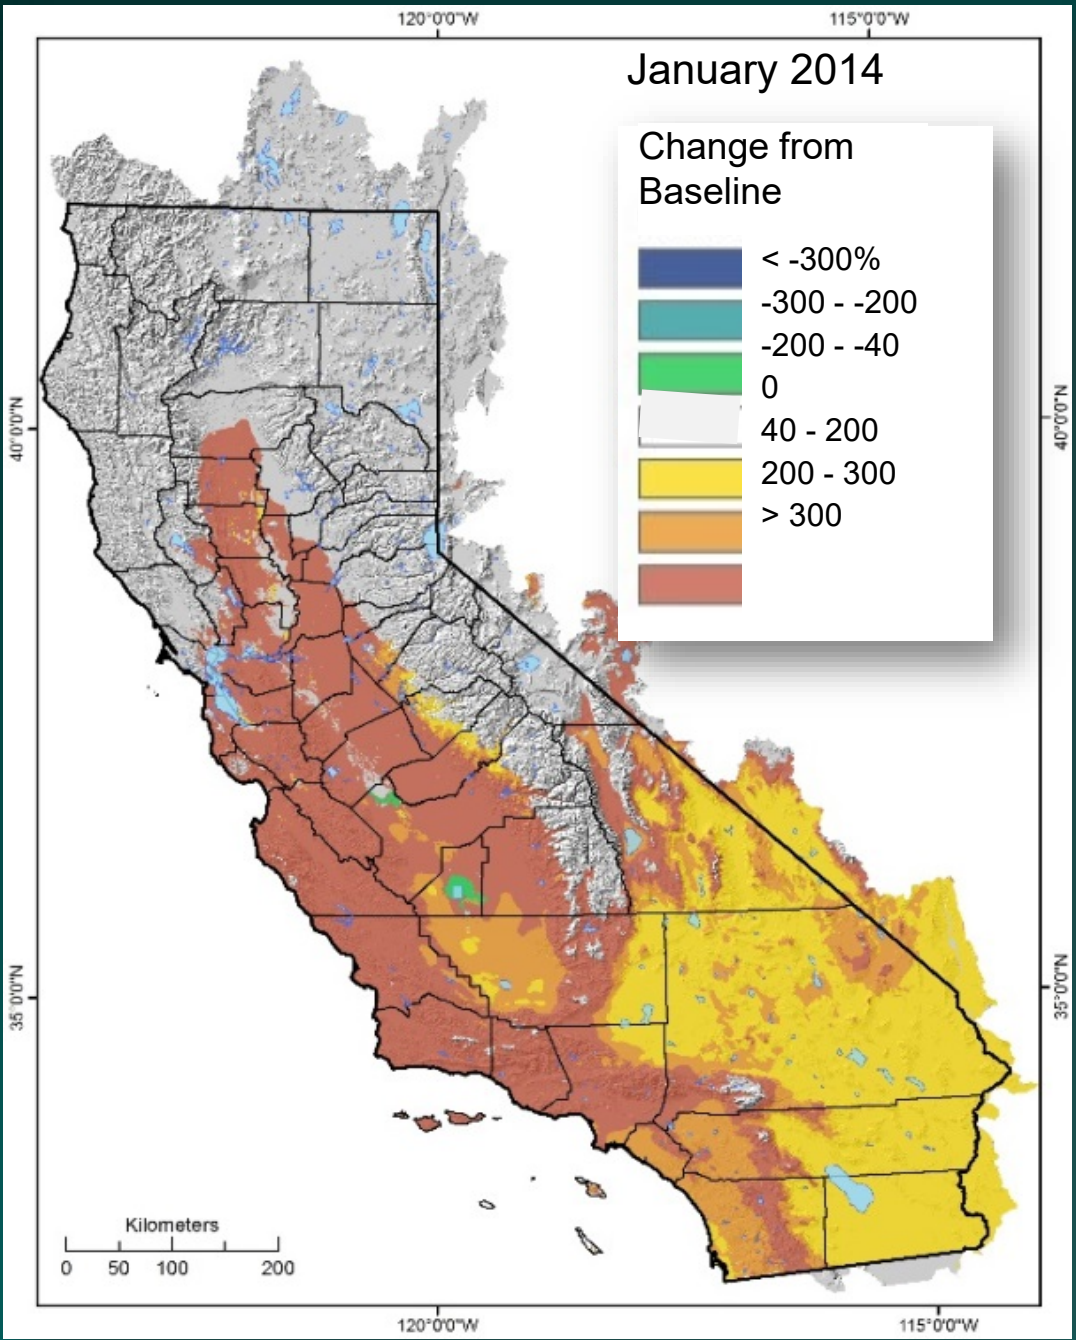 120°0'0"W
115°0'0"W
January 2014
Change from
Baseline
< -300%
-300 - -200
-200 - -40
0
40 - 200
200 - 300
> 300
40°0'0"N
40°0'0"N
35°0'0"N
35°0'0"N
Kilometers
0 50 100 200
120°0'0"W
115°0'0"W